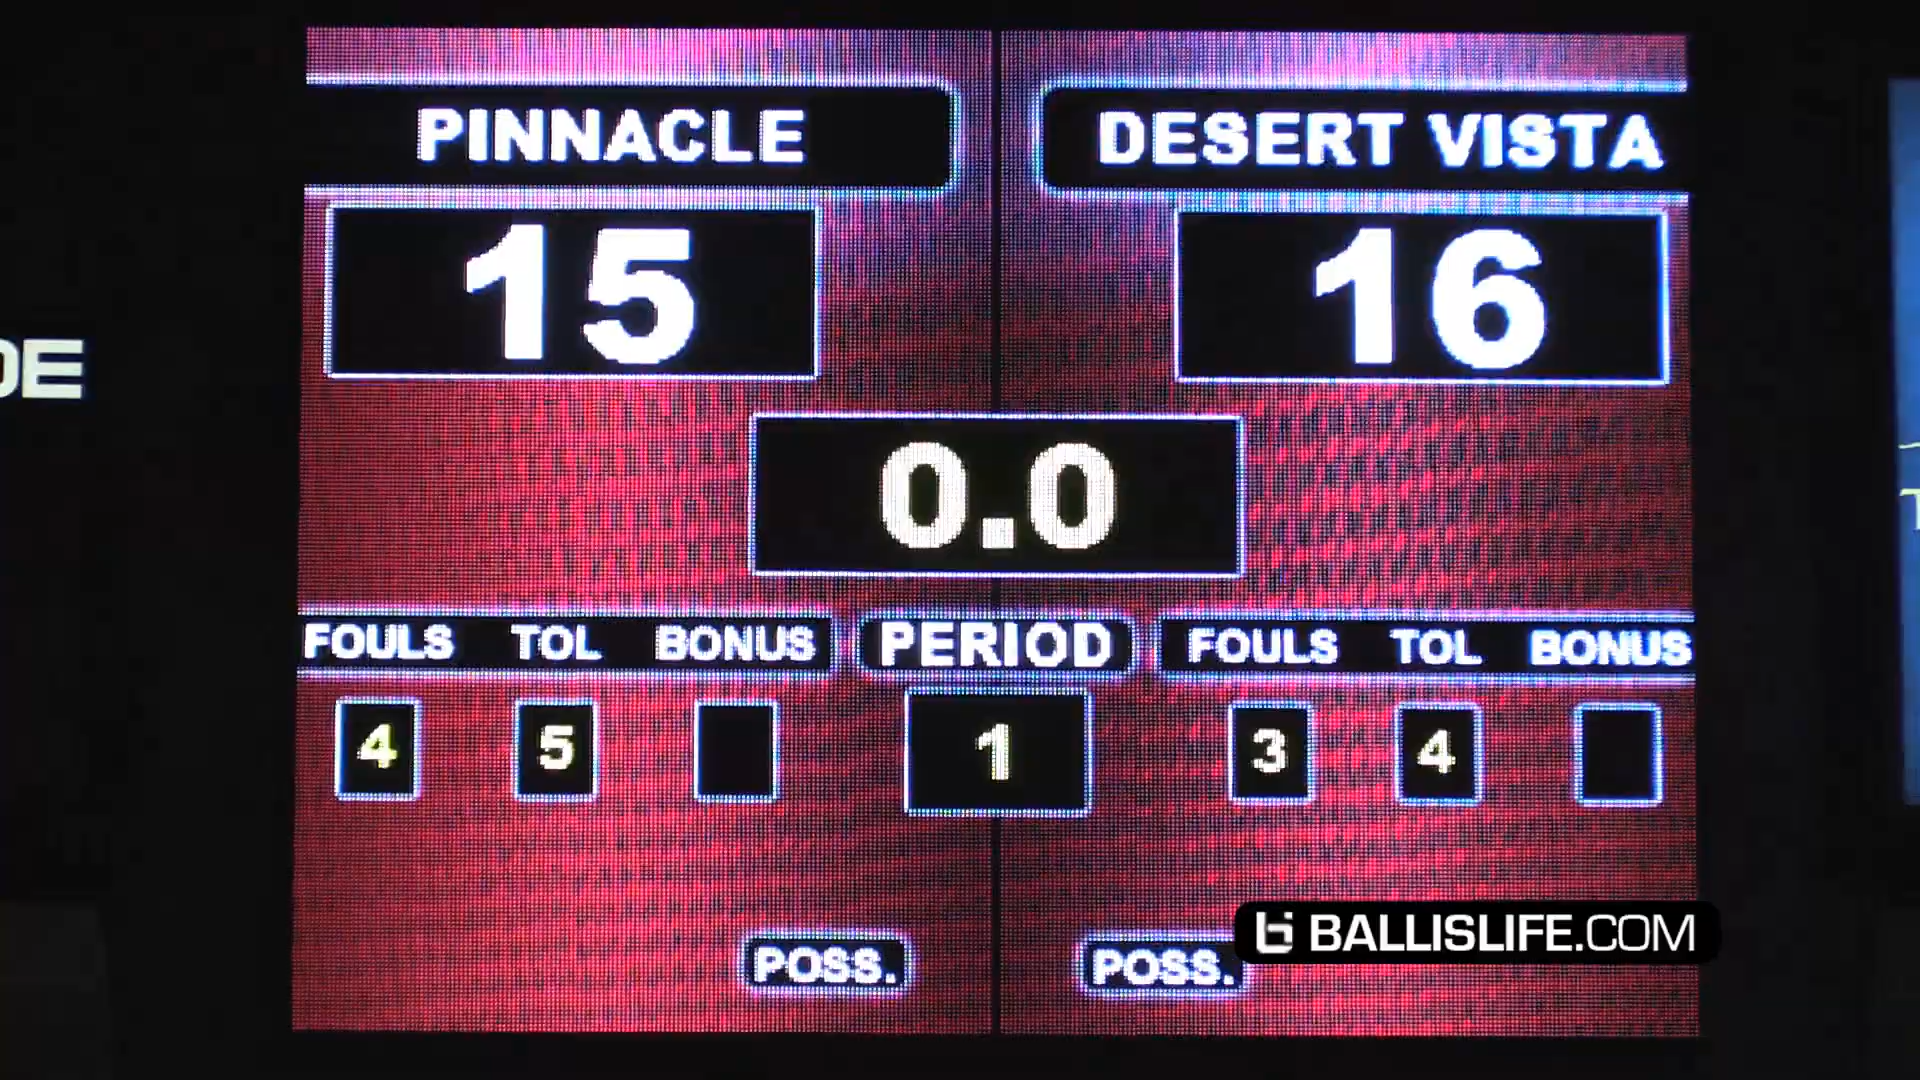 PINNACLE DESERT VISTA
15 16
DE
0.0
FOULS TOL BONUS PERIOD FOULS TOL BONUS
4 5 1 3 4
POSS. POSS.
BALLISLIFE.COM